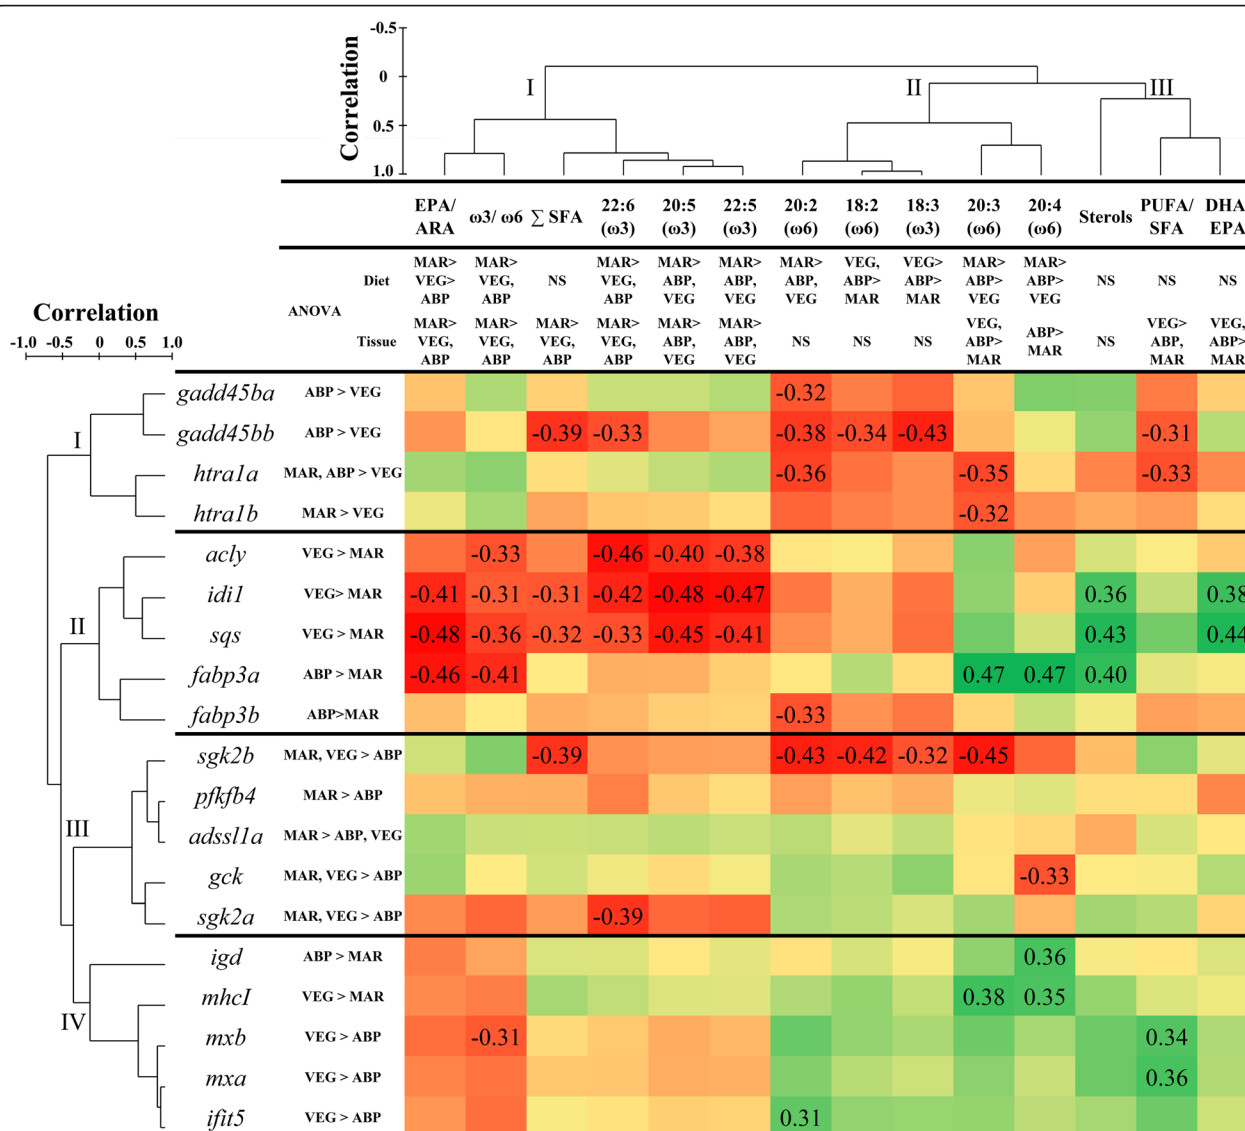 -0.5
0
0.5
1.0
Correlation
I
II
III
EPA/ ARA
ω3/ ω6
∑ SFA
22:6 (ω3)
20:5 (ω3)
22:5 (ω3)
20:2 (ω6)
18:2 (ω6)
18:3 (ω3)
20:3 (ω6)
20:4 (ω6)
Sterols
PUFA/ SFA
DHA EPA
ANOVA
Diet
MAR> VEG> ABP
MAR> VEG, ABP
NS
MAR> VEG, ABP
MAR> ABP, VEG
MAR> ABP, VEG
MAR> ABP, VEG
VEG, ABP> MAR
VEG> ABP> MAR
MAR> ABP> VEG
MAR> ABP> VEG
NS
NS
NS
Tissue
MAR> VEG, ABP
MAR> VEG, ABP
MAR> VEG, ABP
MAR> VEG, ABP
MAR> ABP, VEG
MAR> ABP, VEG
NS
NS
NS
VEG, ABP> MAR
ABP> MAR
NS
VEG> ABP, MAR
VEG, ABP> MAR
Correlation
-1.0 -0.5 0 0.5 1.0
I
II
III
IV
gadd45ba ABP > VEG -0.32
gadd45bb ABP > VEG -0.39 -0.33 -0.38 -0.34 -0.43 -0.31
htra1a MAR, ABP > VEG -0.36 -0.35 -0.33
htra1b MAR > VEG -0.32
acly VEG > MAR -0.33 -0.46 -0.40 -0.38
idi1 VEG> MAR -0.41 -0.31 -0.31 -0.42 -0.48 -0.47 0.36 0.38
sqs VEG > MAR -0.48 -0.36 -0.32 -0.33 -0.45 -0.41 0.43 0.44
fabp3a ABP > MAR -0.46 -0.41 0.47 0.47 0.40
fabp3b ABP>MAR -0.33
sgk2b MAR, VEG > ABP -0.39 -0.43 -0.42 -0.32 -0.45
pfkfb4 MAR > ABP
adssl1a MAR > ABP, VEG
gck MAR, VEG > ABP -0.33
sgk2a MAR, VEG > ABP -0.39
igd ABP > MAR 0.36
mhcI VEG > MAR 0.38 0.35
mxb VEG > ABP -0.31 0.34
mxa VEG > ABP 0.36
ifit5 VEG > ABP 0.31